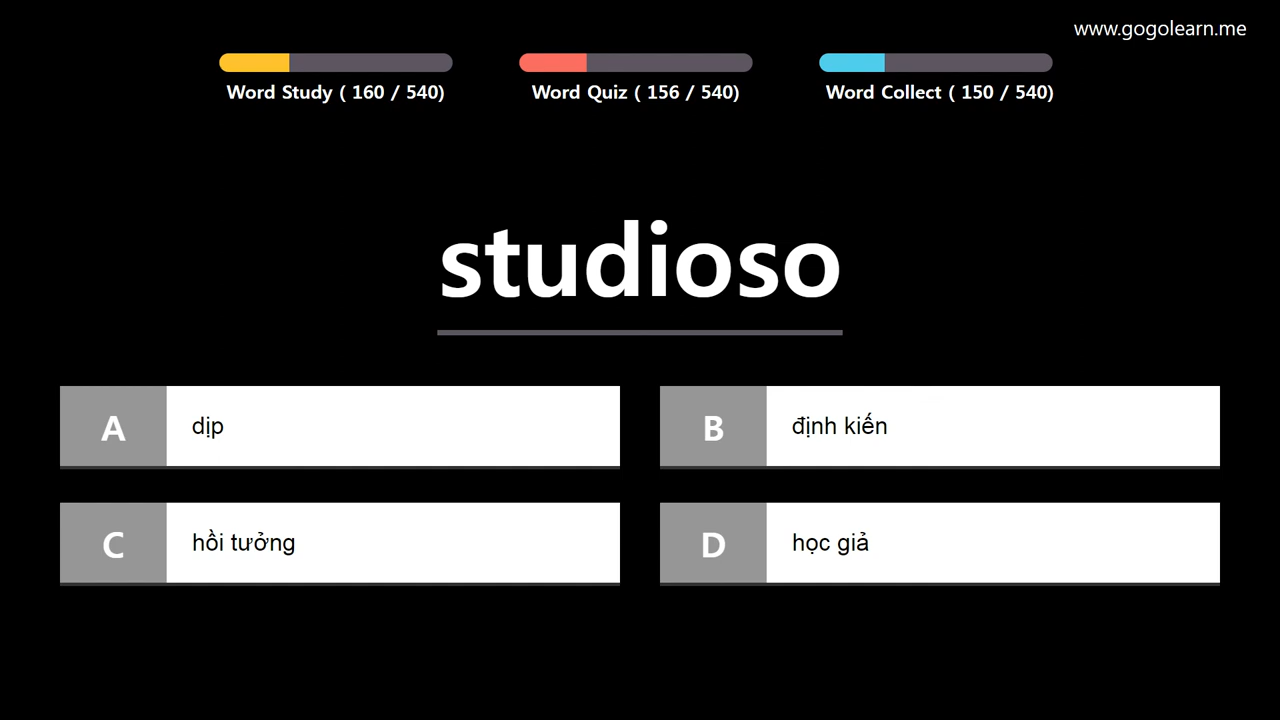 www.gogolearn.me
Word Study ( 160 / 540)
Word Quiz ( 156 / 540)
Word Collect ( 150 / 540)
studioso
A
dịp
B
định kiến
C
hồi tưởng
D
học giả